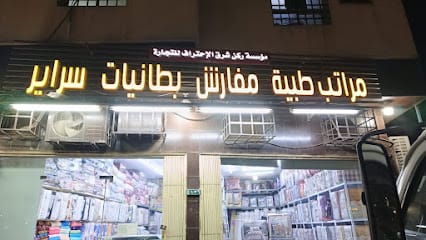 مؤسسة ركن شرق الإحتراف للتجارة
مراتب طبية مفارش بطانيات سراير